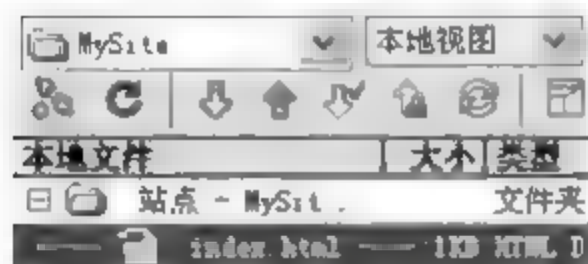 MySite 本地视图
本地文件 大小 类型
站点 - MySit. 文件夹
index.html 1KB HTML D